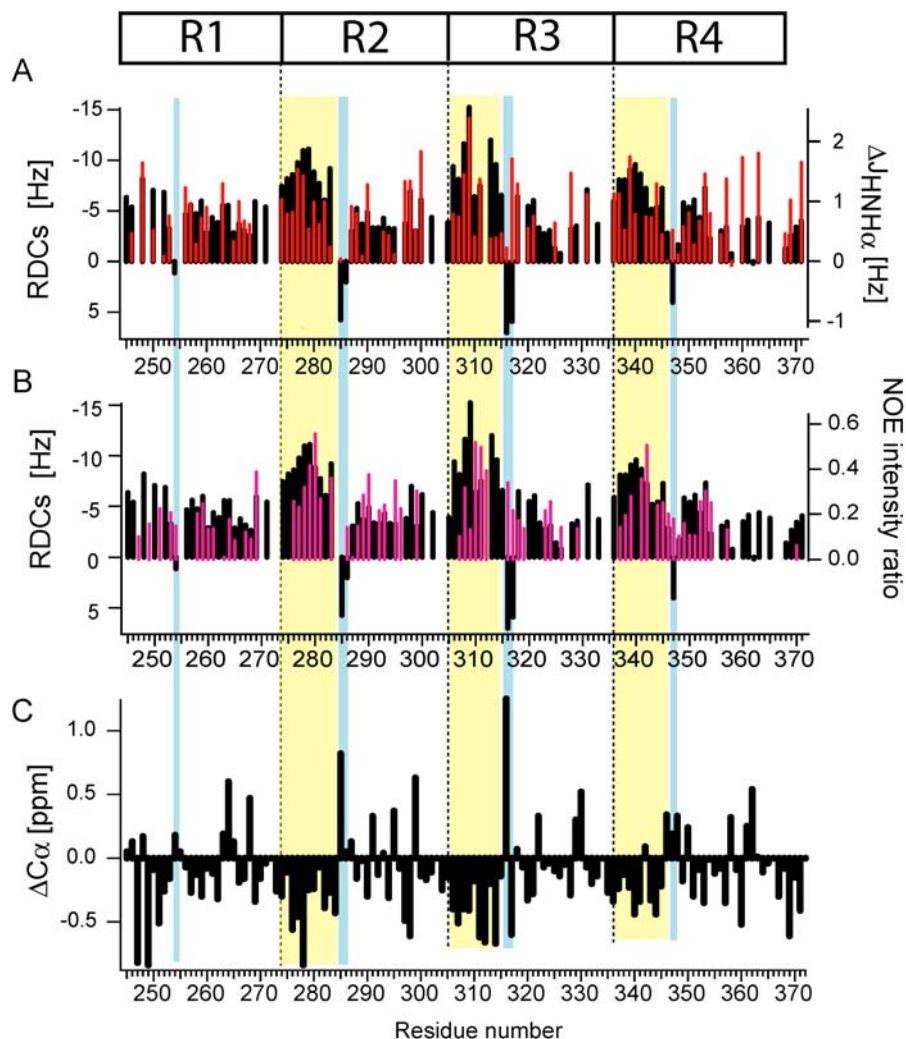 R1 R2 R3 R4
A
-15
-10
-5
0
5
RDCs [Hz]
2
1
0
-1
ΔJHNHα [Hz]
250 260 270 280 290 300 310 320 330 340 350 360 370
B
-15
-10
-5
0
5
RDCs [Hz]
0.6
0.4
0.2
0.0
NOE intensity ratio
250 260 270 280 290 300 310 320 330 340 350 360 370
C
1.0
0.5
0.0
-0.5
ΔCα [ppm]
250 260 270 280 290 300 310 320 330 340 350 360 370
Residue number